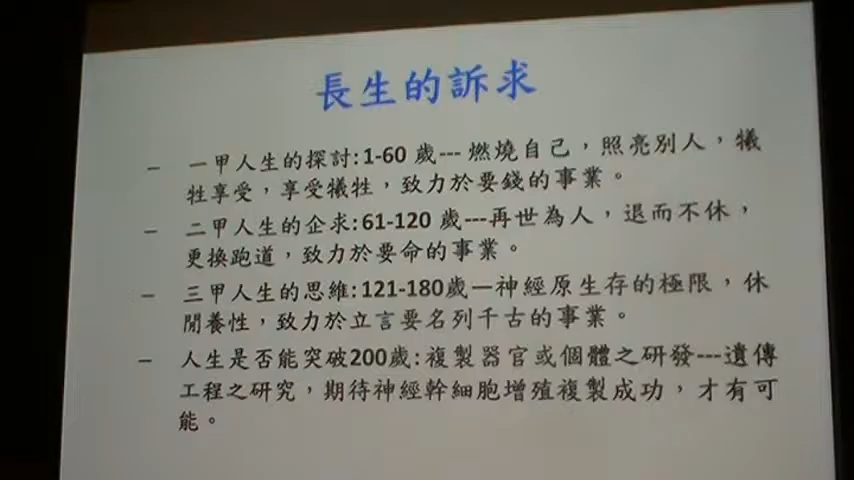 長生的訴求
– 一甲人生的探討:1-60 歲--- 燃燒自己，照亮別人，犧
牲享受，享受犧牲，致力於要錢的事業。
– 二甲人生的企求:61-120 歲---再世為人，退而不休，
更換跑道，致力於要命的事業。
– 三甲人生的思維:121-180歲—神經原生存的極限，休
閒養性，致力於立言要名列千古的事業。
– 人生是否能突破200歲:複製器官或個體之研發---遺傳
工程之研究，期待神經幹細胞增殖複製成功，才有可
能。